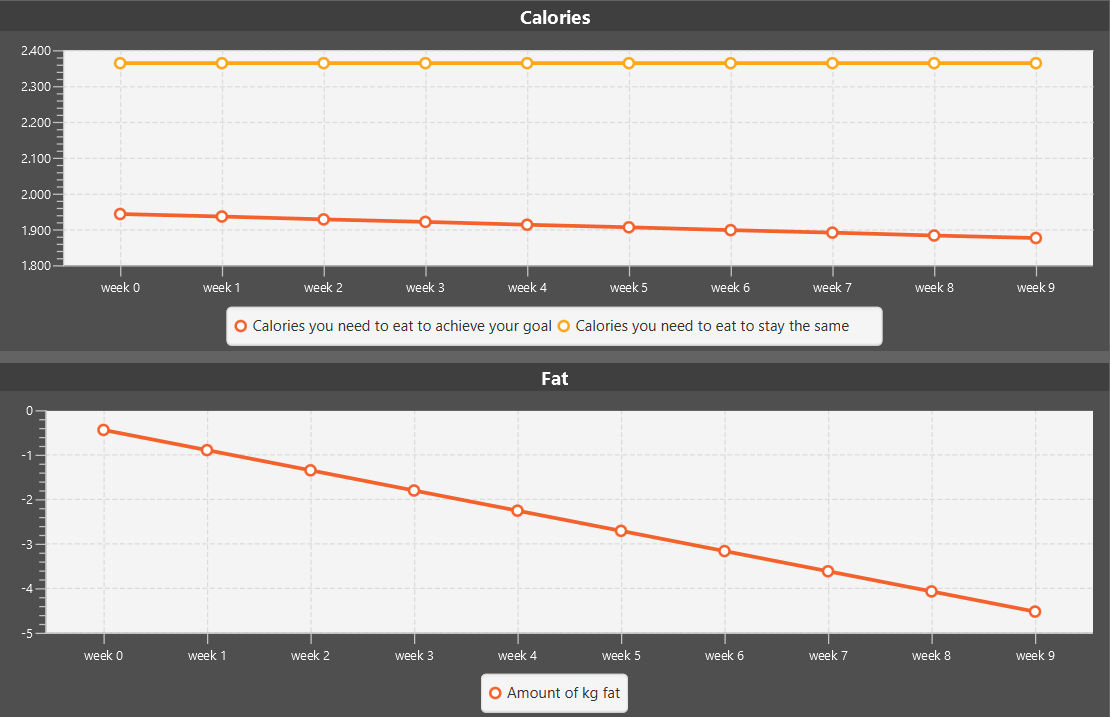 Calories
2.400
2.300
2.200
2.100
2.000
1.900
1.800
week 0 week 1 week 2 week 3 week 4 week 5 week 6 week 7 week 8 week 9
Calories you need to eat to achieve your goal Calories you need to eat to stay the same
Fat
0
-1
-2
-3
-4
-5
week 0 week 1 week 2 week 3 week 4 week 5 week 6 week 7 week 8 week 9
Amount of kg fat